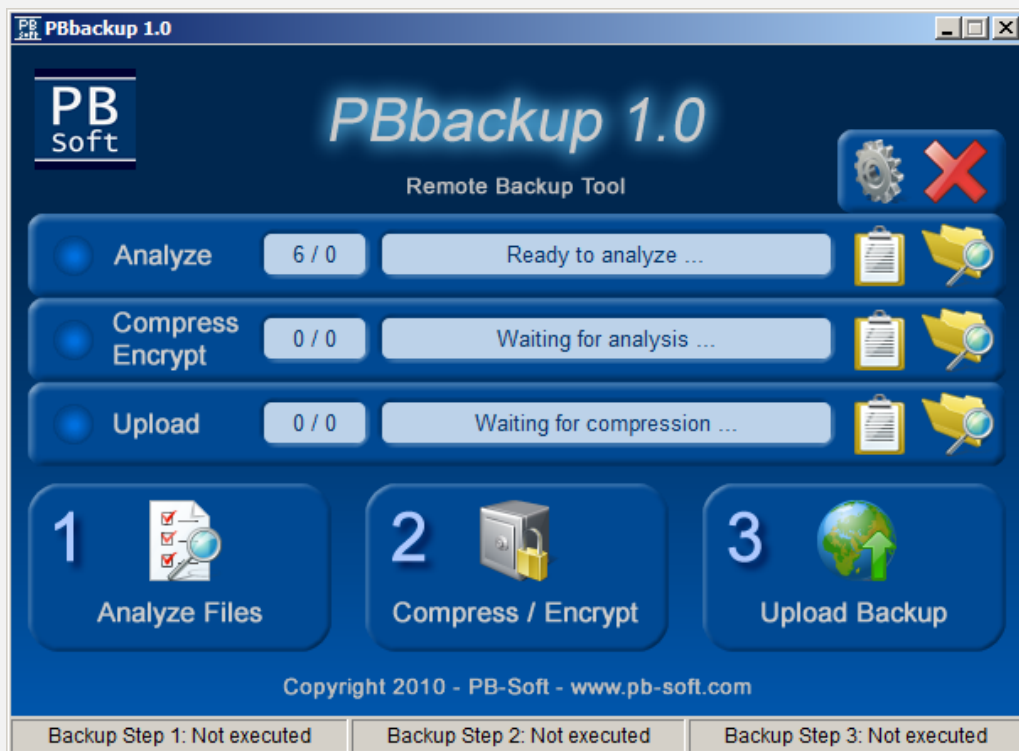 PB Soft PBbackup 1.0
PB
Soft
PBbackup 1.0
Remote Backup Tool
Analyze 6 / 0 Ready to analyze ...
Compress
Encrypt 0 / 0 Waiting for analysis ...
Upload 0 / 0 Waiting for compression ...
1 2 3
Analyze Files Compress / Encrypt Upload Backup
Copyright 2010 - PB-Soft - www.pb-soft.com
Backup Step 1: Not executed Backup Step 2: Not executed Backup Step 3: Not executed